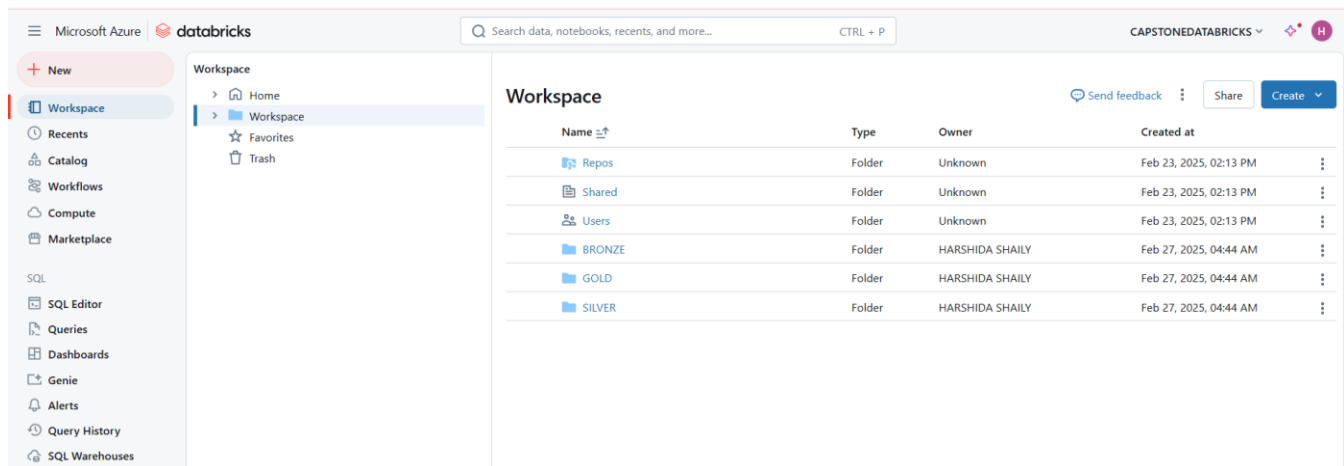 Microsoft Azure databricks Search data, notebooks, recents, and more... CTRL + P CAPSTONEDATABRICKS H
New
Workspace
Recents
Catalog
Workflows
Compute
Marketplace
SQL
SQL Editor
Queries
Dashboards
Genie
Alerts
Query History
SQL Warehouses
Workspace
Home
Workspace
Favorites
Trash
Workspace Send feedback Share Create
Name Type Owner Created at
Repos Folder Unknown Feb 23, 2025, 02:13 PM
Shared Folder Unknown Feb 23, 2025, 02:13 PM
Users Folder Unknown Feb 23, 2025, 02:13 PM
BRONZE Folder HARSHIDA SHAILY Feb 27, 2025, 04:44 AM
GOLD Folder HARSHIDA SHAILY Feb 27, 2025, 04:44 AM
SILVER Folder HARSHIDA SHAILY Feb 27, 2025, 04:44 AM